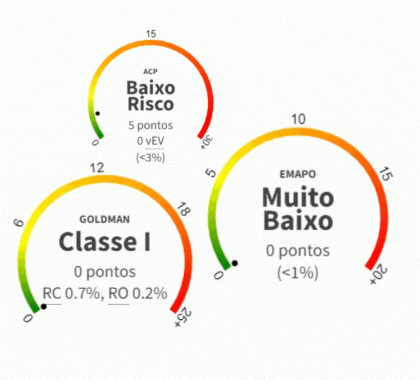 15
ACP
Baixo
Risco
5 pontos
0 vEV
(<3%)
0
30+
10
5
15
EMAPO
Muito
Baixo
0 pontos
(<1%)
0
20+
12
6
18
GOLDMAN
Classe I
0 pontos
RC 0.7%, RO 0.2%
0
25+